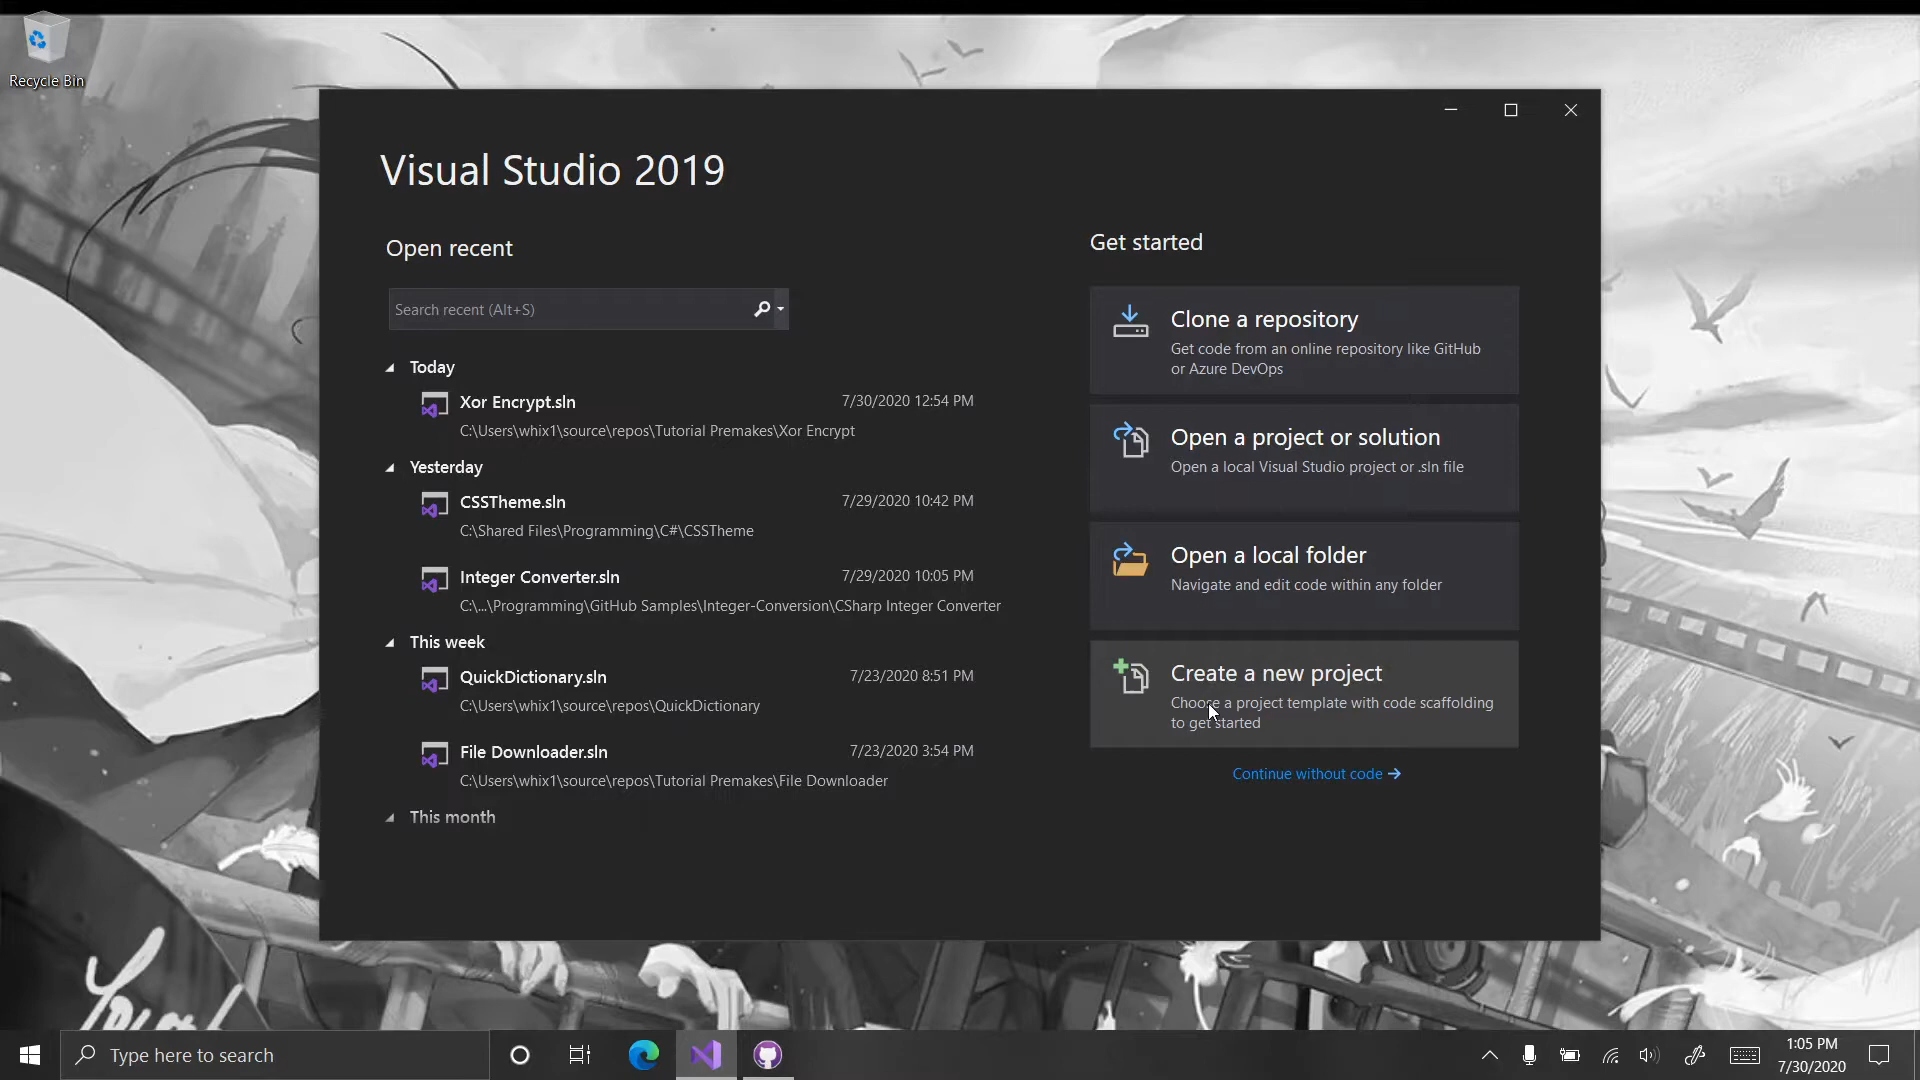 Recycle Bin
Visual Studio 2019
Open recent
Search recent (Alt+S)
Today
Xor Encrypt.sln 7/30/2020 12:54 PM
C:\Users\whix1\source\repos\Tutorial Premakes\Xor Encrypt
Yesterday
CSSTheme.sln 7/29/2020 10:42 PM
C:\Shared Files\Programming\C#\CSSTheme
Integer Converter.sln 7/29/2020 10:05 PM
C:\...\Programming\GitHub Samples\Integer-Conversion\CSharp Integer Converter
This week
QuickDictionary.sln 7/23/2020 8:51 PM
C:\Users\whix1\source\repos\QuickDictionary
File Downloader.sln 7/23/2020 3:54 PM
C:\Users\whix1\source\repos\Tutorial Premakes\File Downloader
This month
Get started
Clone a repository
Get code from an online repository like GitHub
or Azure DevOps
Open a project or solution
Open a local Visual Studio project or .sln file
Open a local folder
Navigate and edit code within any folder
Create a new project
Choose a project template with code scaffolding
to get started
Continue without code
Type here to search
1:05 PM
7/30/2020